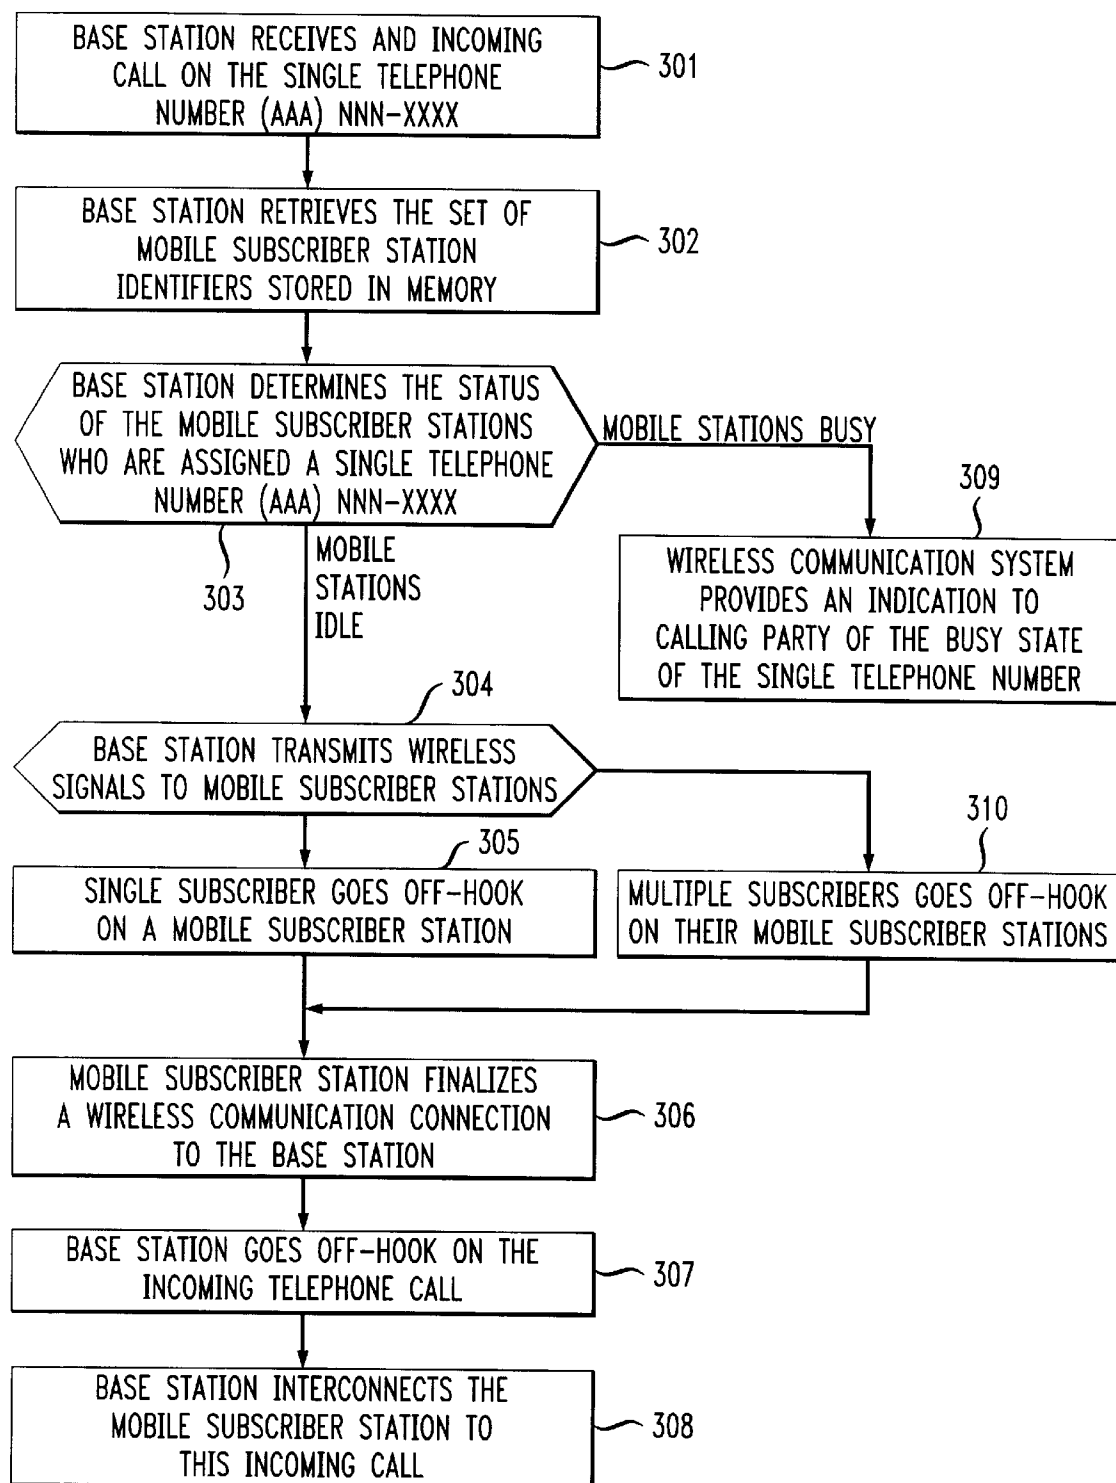 BASE STATION RECEIVES AND INCOMING
CALL ON THE SINGLE TELEPHONE
NUMBER (AAA) NNN-XXXX
301
BASE STATION RETRIEVES THE SET OF
MOBILE SUBSCRIBER STATION
IDENTIFIERS STORED IN MEMORY
302
BASE STATION DETERMINES THE STATUS
OF THE MOBILE SUBSCRIBER STATIONS
WHO ARE ASSIGNED A SINGLE TELEPHONE
NUMBER (AAA) NNN-XXXX
303
MOBILE STATIONS BUSY
309
WIRELESS COMMUNICATION SYSTEM
PROVIDES AN INDICATION TO
CALLING PARTY OF THE BUSY STATE
OF THE SINGLE TELEPHONE NUMBER
MOBILE
STATIONS
IDLE
304
BASE STATION TRANSMITS WIRELESS
SIGNALS TO MOBILE SUBSCRIBER STATIONS
305
SINGLE SUBSCRIBER GOES OFF-HOOK
ON A MOBILE SUBSCRIBER STATION
310
MULTIPLE SUBSCRIBERS GOES OFF-HOOK
ON THEIR MOBILE SUBSCRIBER STATIONS
MOBILE SUBSCRIBER STATION FINALIZES
A WIRELESS COMMUNICATION CONNECTION
TO THE BASE STATION
306
BASE STATION GOES OFF-HOOK ON THE
INCOMING TELEPHONE CALL
307
BASE STATION INTERCONNECTS THE
MOBILE SUBSCRIBER STATION TO
THIS INCOMING CALL
308